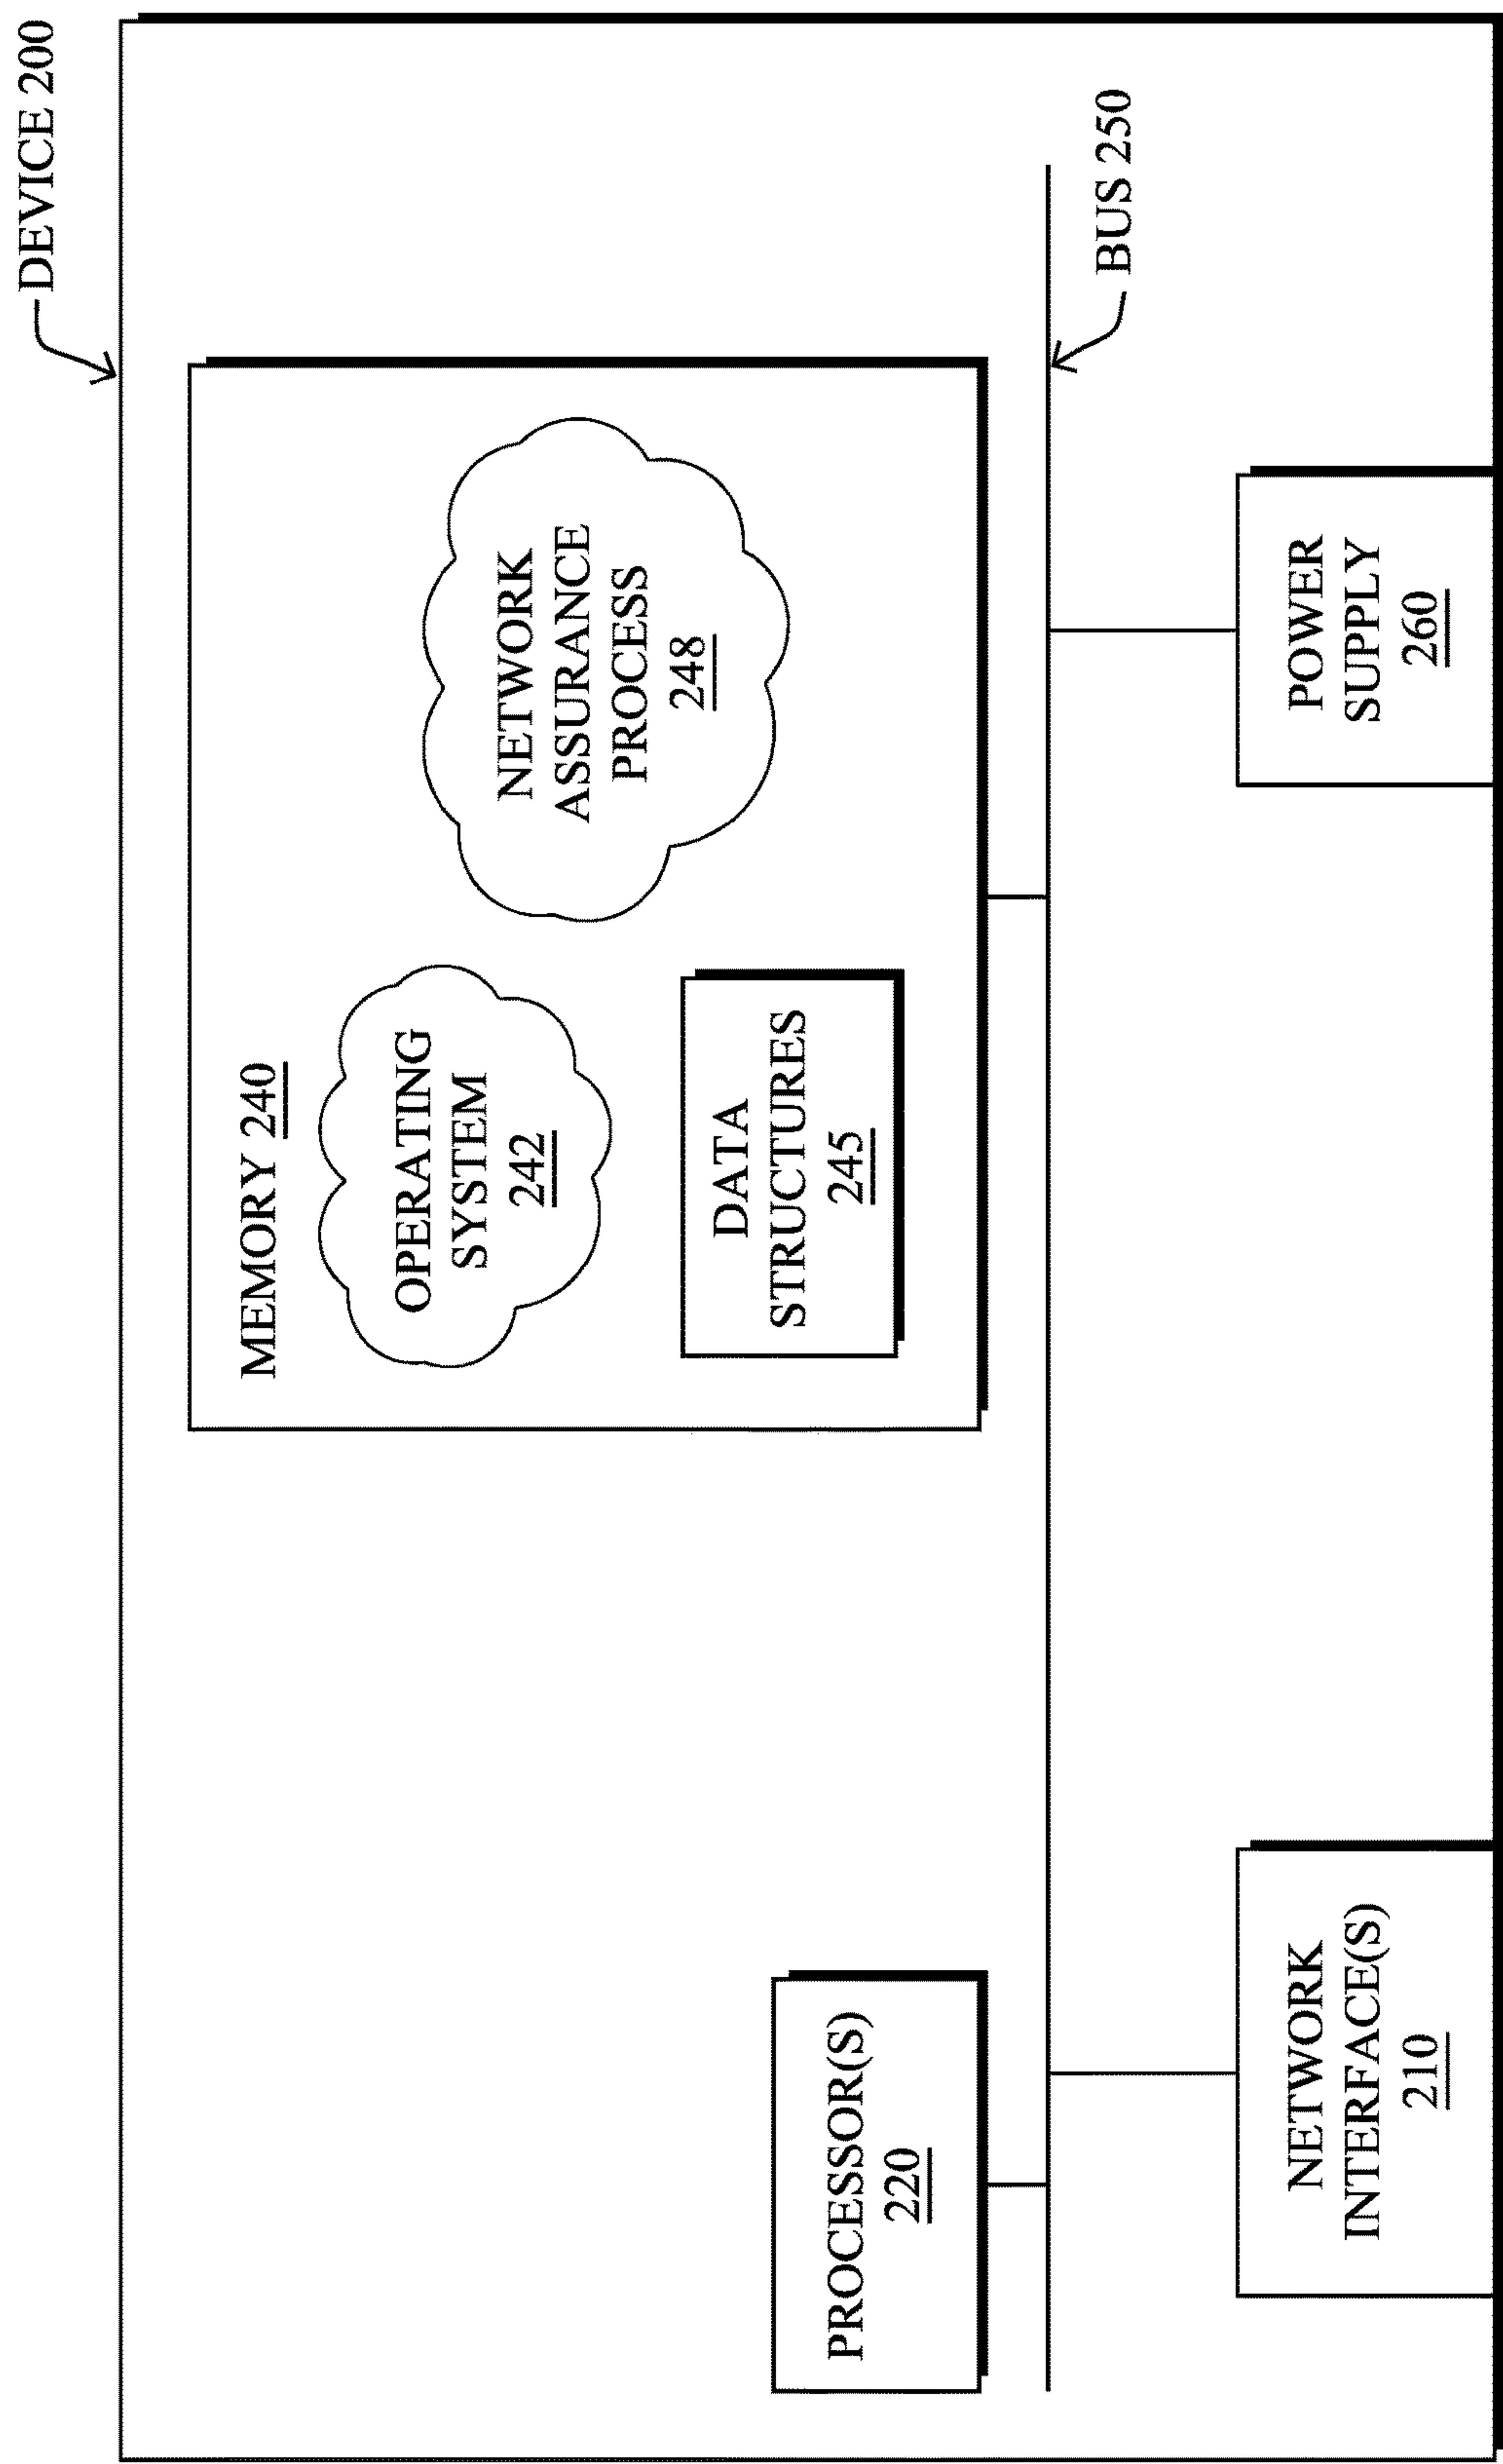 DEVICE 200
MEMORY 240
OPERATING
SYSTEM
242
DATA
STRUCTURES
245
NETWORK
ASSURANCE
PROCESS
248
PROCESSOR(S)
220
BUS 250
NETWORK
INTERFACE(S)
210
POWER
SUPPLY
260